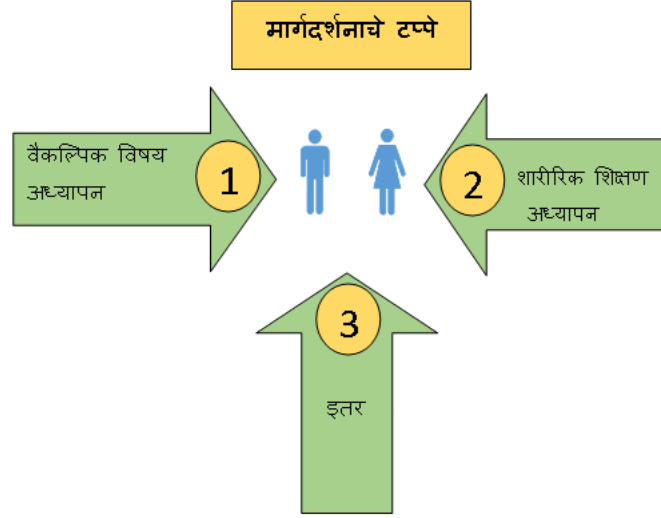 मार्गदर्शनाचे टप्पे
वैकल्पिक विषय
अध्यापन
1
2
शारीरिक शिक्षण
अध्यापन
3
इतर